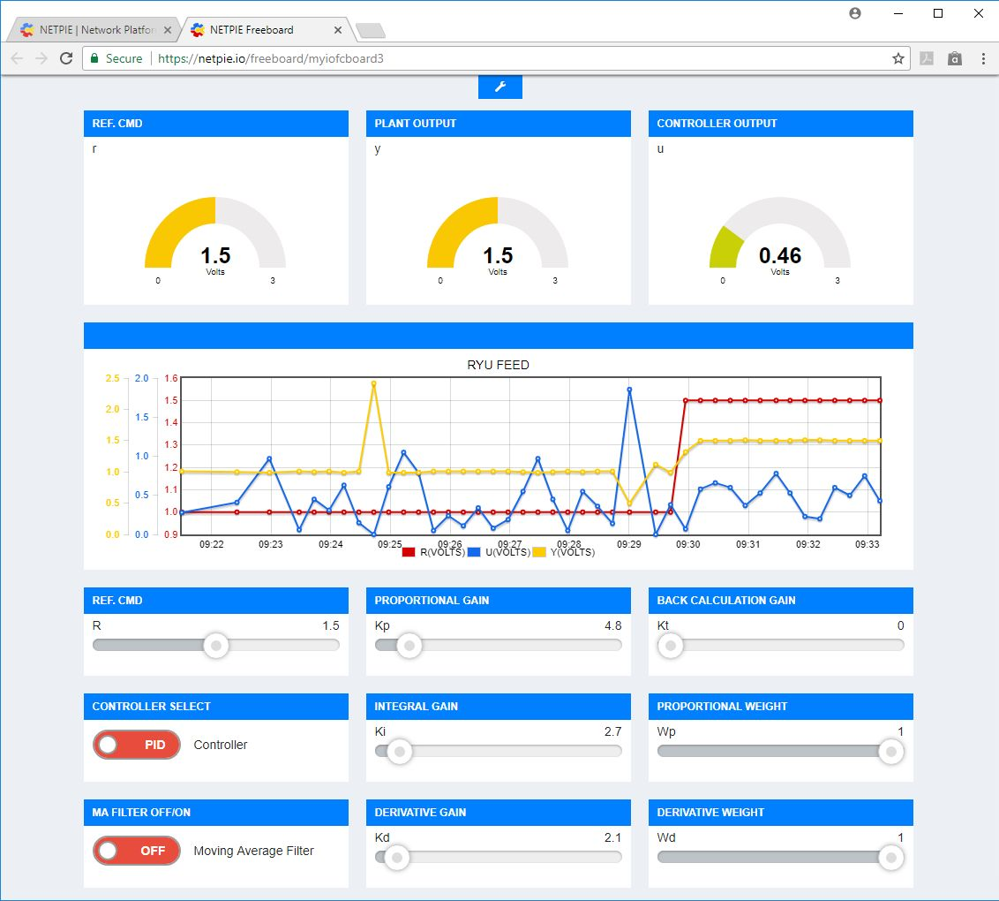 NETPIE | Network Platfor
NETPIE Freeboard
Secure
https://netpie.io/freeboard/myiofcboard3
REF. CMD
PLANT OUTPUT
CONTROLLER OUTPUT
r
y
u
1.5
Volts
0
3
1.5
Volts
0
3
0.46
Volts
0
3
RYU FEED
2.5
2.0
1.5
1.0
0.5
0.0
2.0
1.5
1.0
0.5
0.0
1.6
1.5
1.4
1.3
1.2
1.1
1.0
0.9
09:22 09:23 09:24 09:25 09:26 09:27 09:28 09:29 09:30 09:31 09:32 09:33
R(VOLTS) U(VOLTS) Y(VOLTS)
REF. CMD
PROPORTIONAL GAIN
BACK CALCULATION GAIN
R 1.5
Kp 4.8
Kt 0
CONTROLLER SELECT
INTEGRAL GAIN
PROPORTIONAL WEIGHT
PID Controller
Ki 2.7
Wp 1
MA FILTER OFF/ON
DERIVATIVE GAIN
DERIVATIVE WEIGHT
OFF Moving Average Filter
Kd 2.1
Wd 1